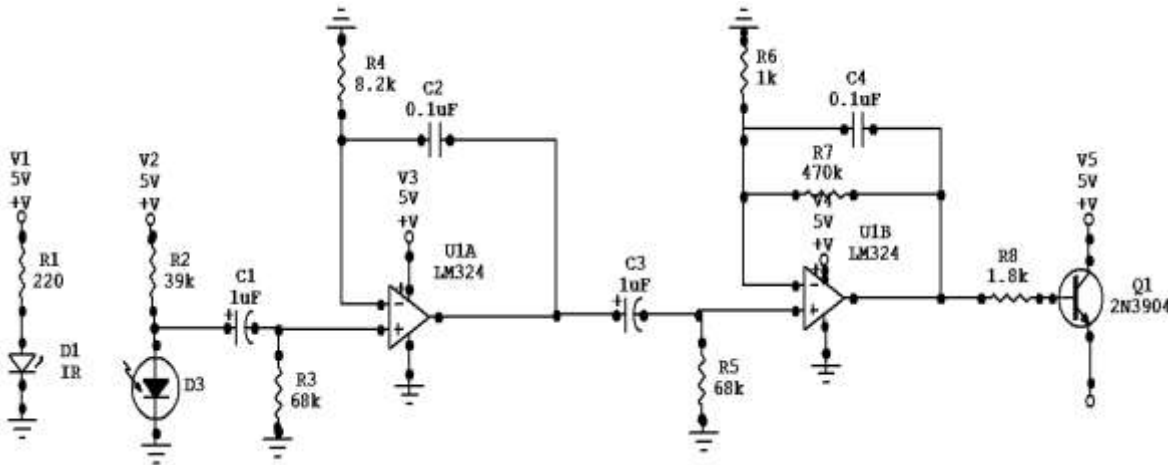 V1
5V
+V
R1
220
D1
IR
V2
5V
+V
R2
39k
D3
C1
+
1uF
R3
68k
R4
8.2k
C2
0.1uF
V3
5V
+V
U1A
LM324
+
-
+
C3
+
1uF
R5
68k
R6
1k
C4
0.1uF
R7
470k
V4
5V
+V
U1B
LM324
+
-
+
R8
1.8k
V5
5V
+V
Q1
2N3904